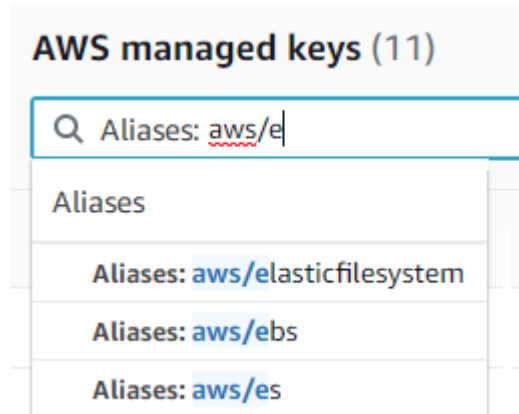 AWS managed keys (11)
Aliases: aws/e
Aliases
Aliases: aws/elasticfilesystem
Aliases: aws/ebs
Aliases: aws/es